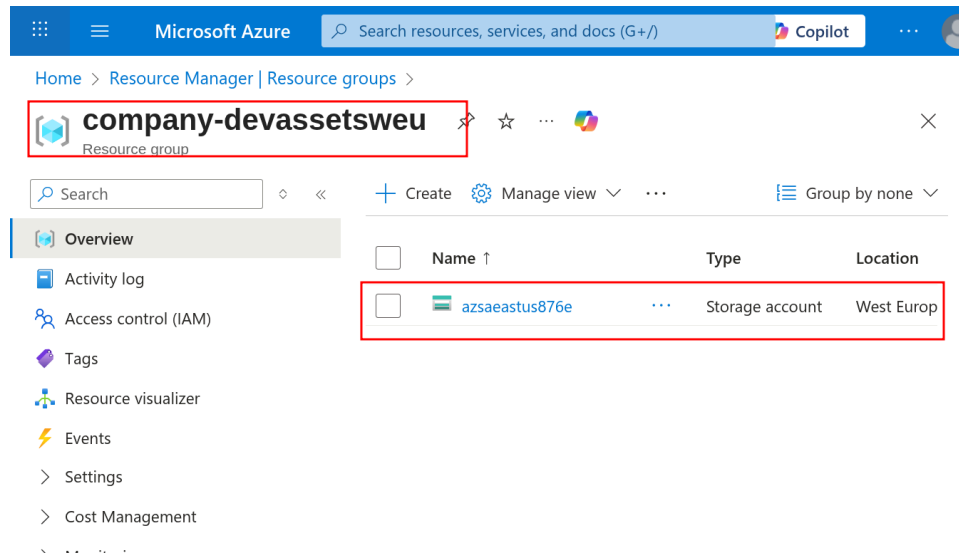 Microsoft Azure
Search resources, services, and docs (G+/)
Copilot
Home > Resource Manager | Resource groups >
company-devassetsweu
Resource group
Search
Create
Manage view
Group by none
Overview
Activity log
Access control (IAM)
Tags
Resource visualizer
Events
Settings
Cost Management
Name ↑ Type Location
azsaeastus876e ... Storage account West Europ